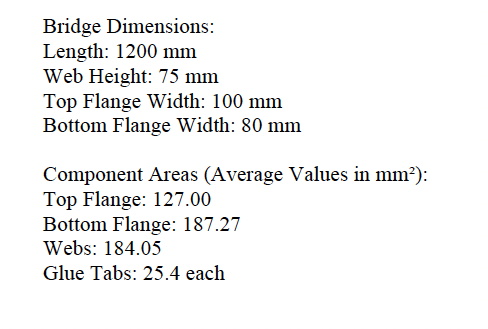 Bridge Dimensions:
Length: 1200 mm
Web Height: 75 mm
Top Flange Width: 100 mm
Bottom Flange Width: 80 mm
Component Areas (Average Values in mm²):
Top Flange: 127.00
Bottom Flange: 187.27
Webs: 184.05
Glue Tabs: 25.4 each